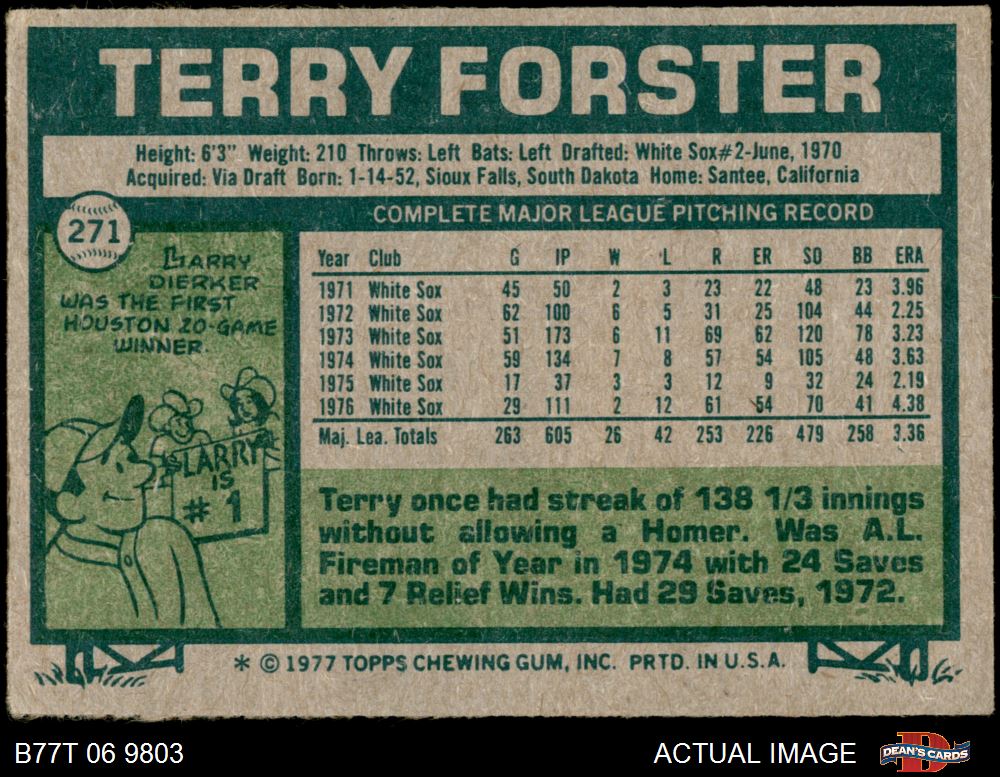 TERRY FORSTER
Height: 6'3" Weight: 210 Throws: Left Bats: Left Drafted: White Sox#2-June, 1970
Acquired: Via Draft Born: 1-14-52, Sioux Falls, South Dakota Home: Santee, California
271
COMPLETE MAJOR LEAGUE PITCHING RECORD
LARRY
DIERKER
WAS THE FIRST
HOUSTON 20-GAME
WINNER.
LARRY
IS
# 1
Year Club G IP W L R ER SO BB ERA
1971 White Sox 45 50 2 3 23 22 48 23 3.96
1972 White Sox 62 100 6 5 31 25 104 44 2.25
1973 White Sox 51 173 6 11 69 62 120 78 3.23
1974 White Sox 59 134 7 8 57 54 105 48 3.63
1975 White Sox 17 37 3 3 12 9 32 24 2.19
1976 White Sox 29 111 2 12 61 54 70 41 4.38
Maj. Lea. Totals 263 605 26 42 253 226 479 258 3.36
Terry once had streak of 138 1/3 innings
without allowing a Homer. Was A.L.
Fireman of Year in 1974 with 24 Saves
and 7 Relief Wins. Had 29 Saves, 1972.
* © 1977 TOPPS CHEWING GUM, INC. PRTD. IN U.S.A.
B77T 06 9803
ACTUAL IMAGE
DEAN'S CARDS